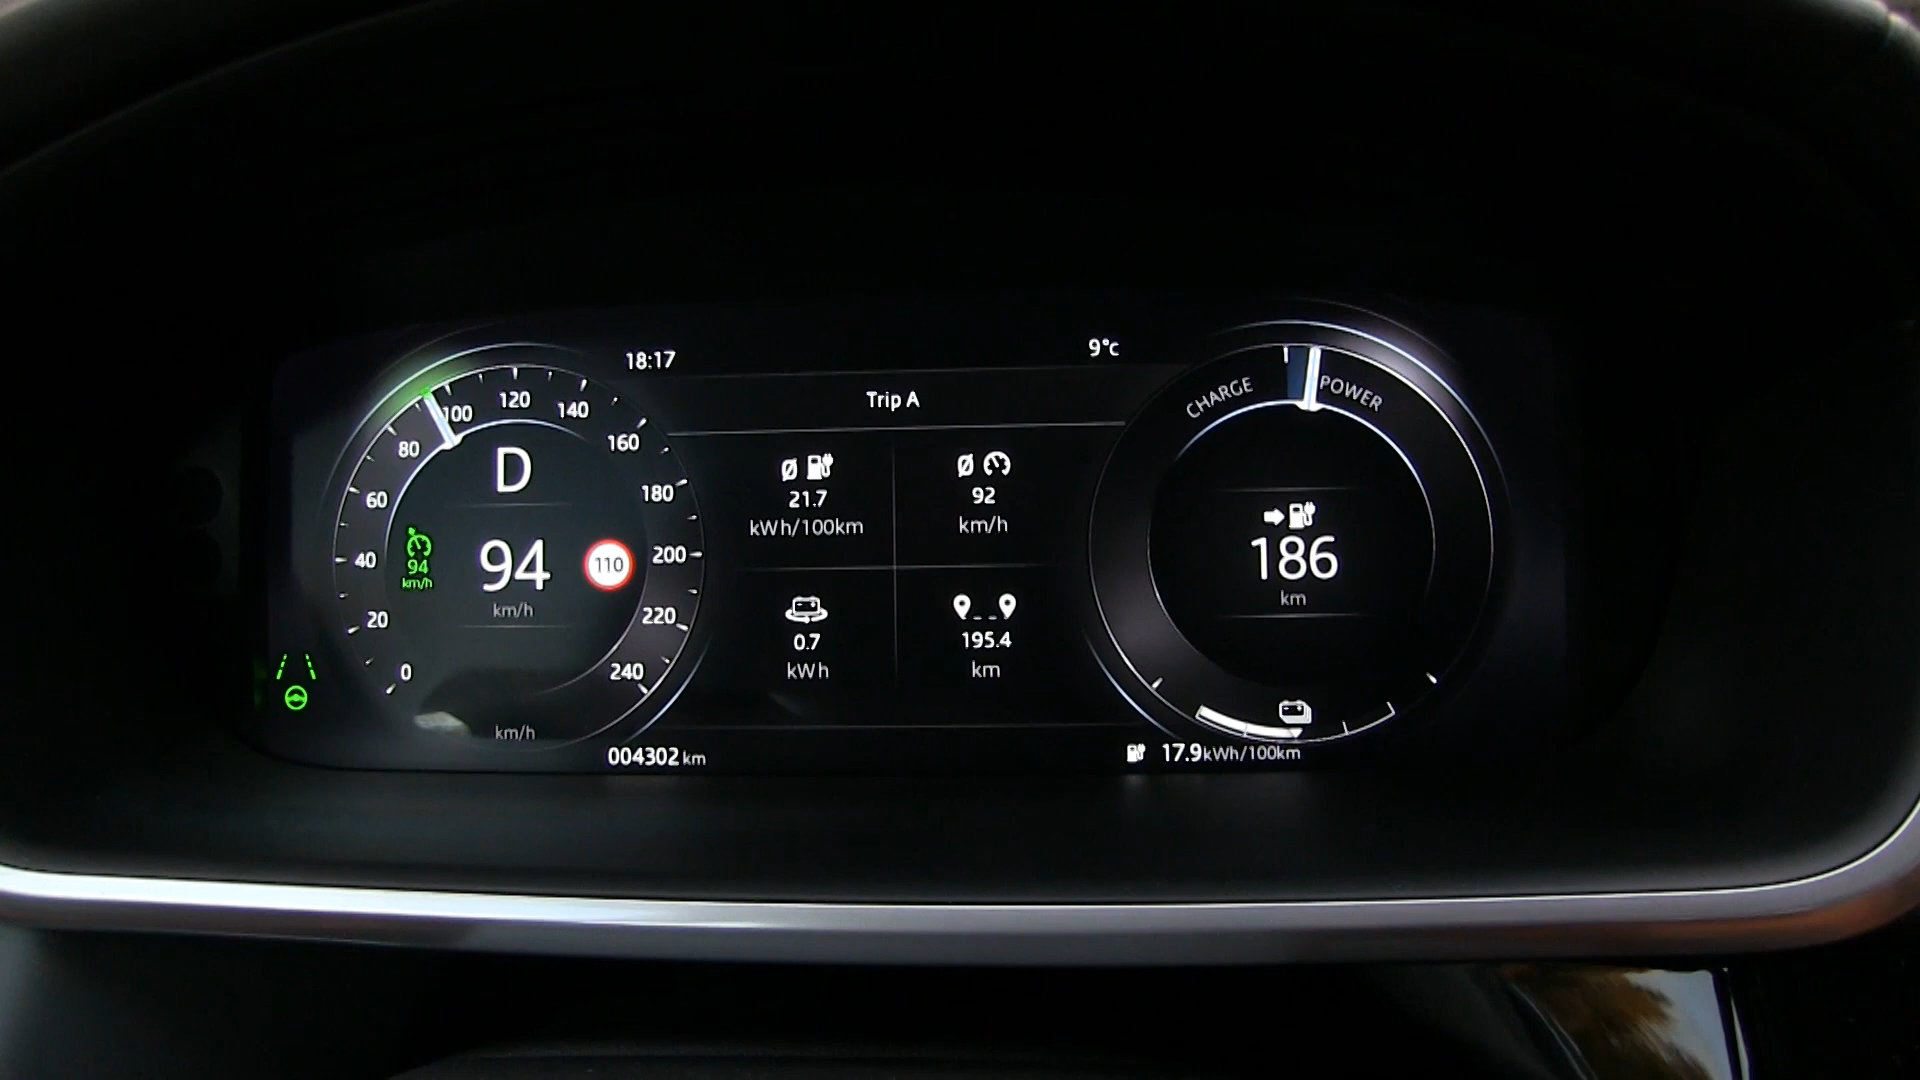 18:17
9°c
Trip A
0
20
40
60
80
100
120
140
160
180
200
220
240
D
94
km/h
94
km/h
110
km/h
Ø
21.7
kWh/100km
Ø
92
km/h
0.7
kWh
195.4
km
CHARGE
POWER
186
km
004302 km
17.9kWh/100km